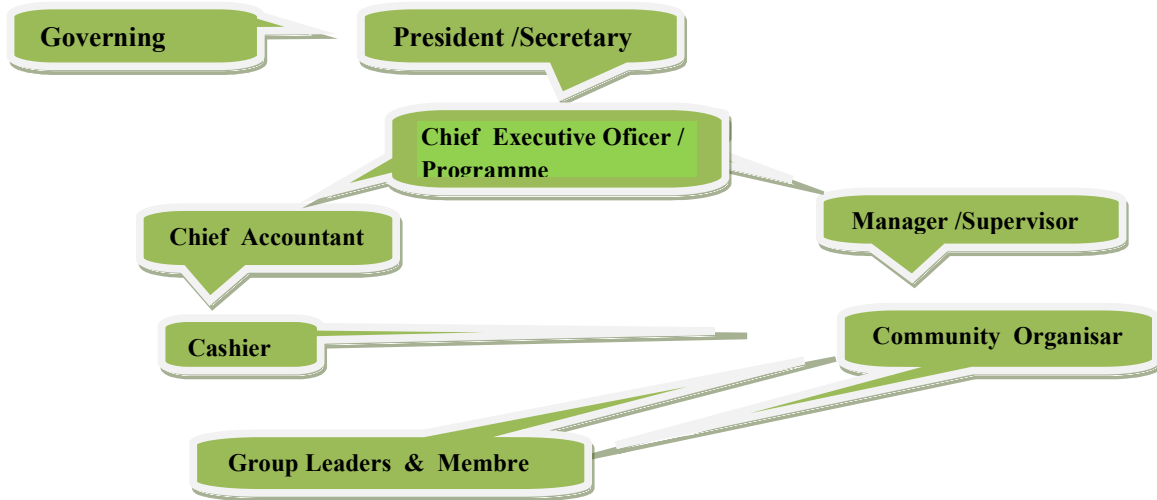 Governing
President /Secretary
Chief Executive Oficer /
Programme
Chief Accountant
Manager /Supervisor
Cashier
Community Organisar
Group Leaders & Membre